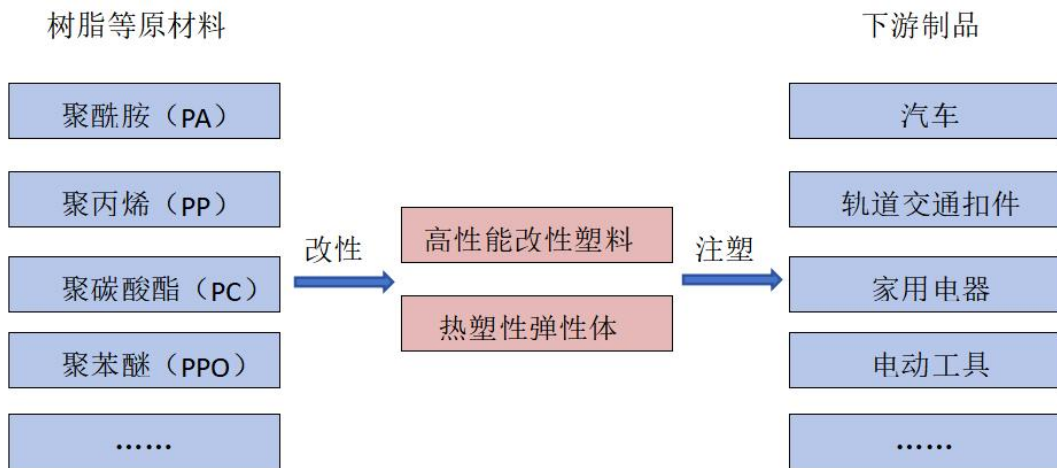 树脂等原材料
下游制品
聚酰胺（PA）
聚丙烯（PP）
聚碳酸酯（PC）
聚苯醚（PPO）
……
改性
高性能改性塑料
热塑性弹性体
注塑
汽车
轨道交通扣件
家用电器
电动工具
……